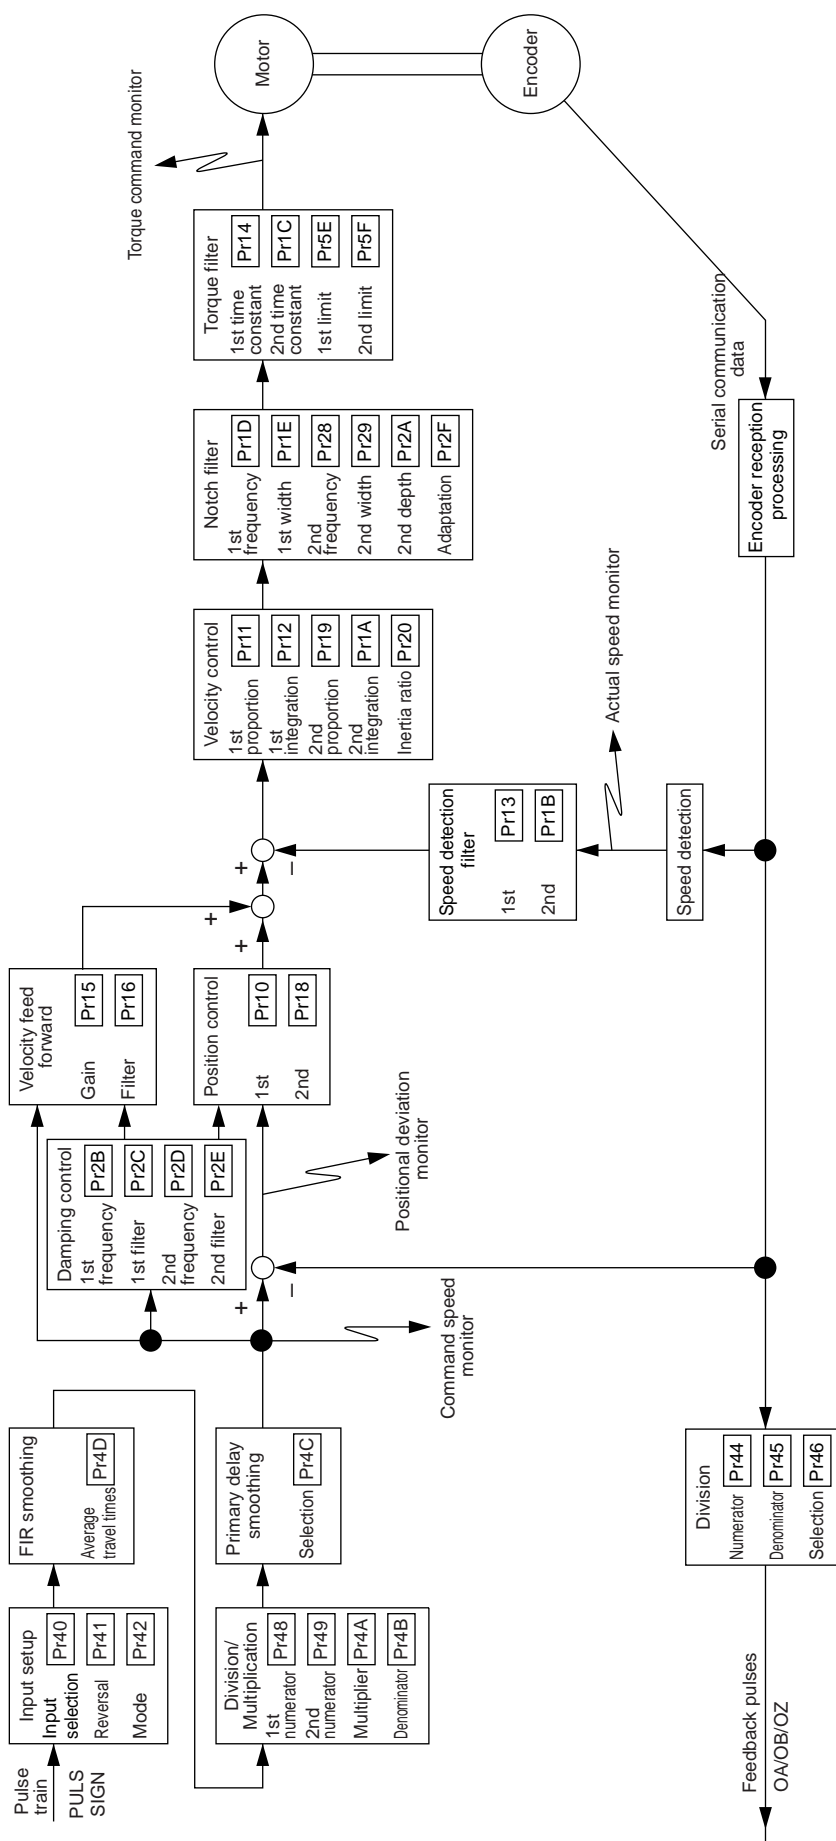 Pulse
train
PULS
SIGN
Input setup
Input
selection
Pr40
Reversal
Pr41
Mode
Pr42
FIR smoothing
Average
travel times
Pr4D
Division/
Multiplication
1st
numerator
Pr48
2nd
numerator
Pr49
Multiplier
Pr4A
Denominator
Pr4B
Primary delay
smoothing
Selection
Pr4C
Command speed
monitor
+
−
Damping control
1st
frequency
Pr2B
1st filter
Pr2C
2nd
frequency
Pr2D
2nd filter
Pr2E
Positional deviation
monitor
Velocity feed
forward
Gain
Pr15
Filter
Pr16
Position control
1st
Pr10
2nd
Pr18
+
+
+
−
Velocity control
1st
proportion
Pr11
1st
integration
Pr12
2nd
proportion
Pr19
2nd
integration
Pr1A
Inertia ratio
Pr20
Notch filter
1st
frequency
Pr1D
1st width
Pr1E
2nd
frequency
Pr28
2nd width
Pr29
2nd depth
Pr2A
Adaptation
Pr2F
Torque filter
1st time
constant
Pr14
2nd time
constant
Pr1C
1st limit
Pr5E
2nd limit
Pr5F
Torque command monitor
Motor
Encoder
Serial communication
data
Encoder reception
processing
Speed detection
Actual speed monitor
Speed detection
filter
1st
Pr13
2nd
Pr1B
Division
Numerator
Pr44
Denominator
Pr45
Selection
Pr46
Feedback pulses
OA/OB/OZ